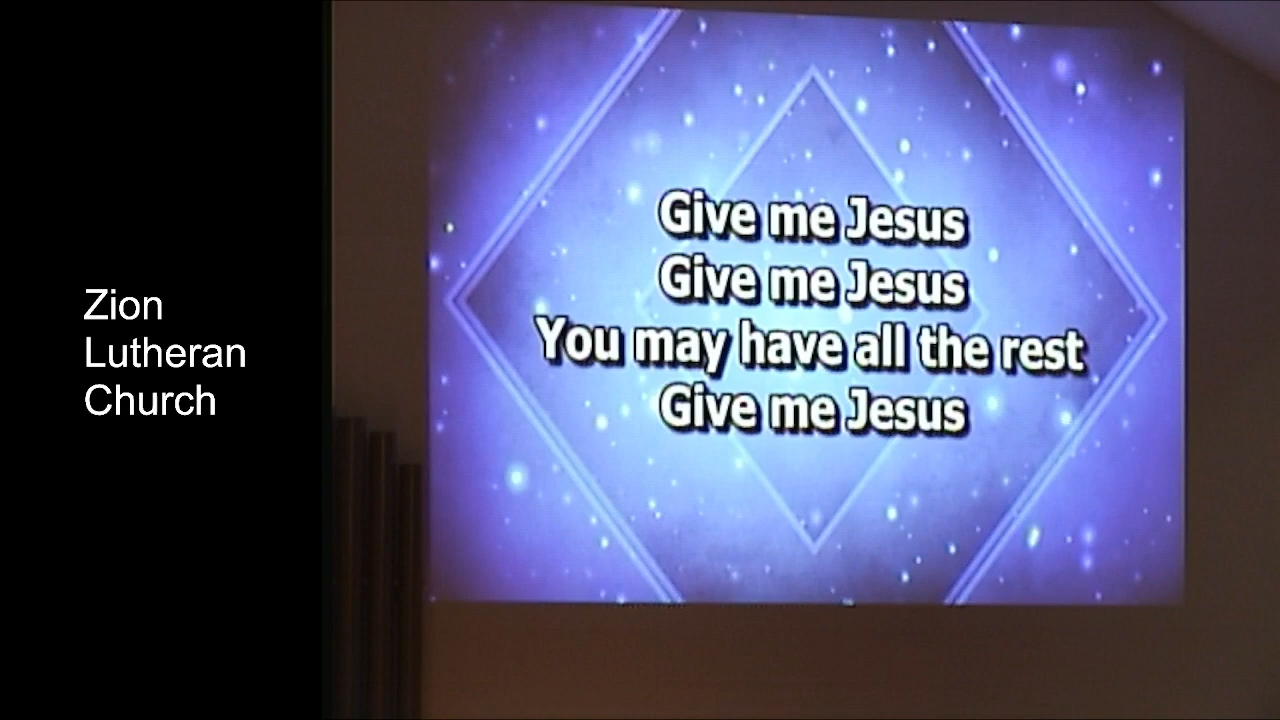 Zion
Lutheran
Church
Give me Jesus
Give me Jesus
You may have all the rest
Give me Jesus